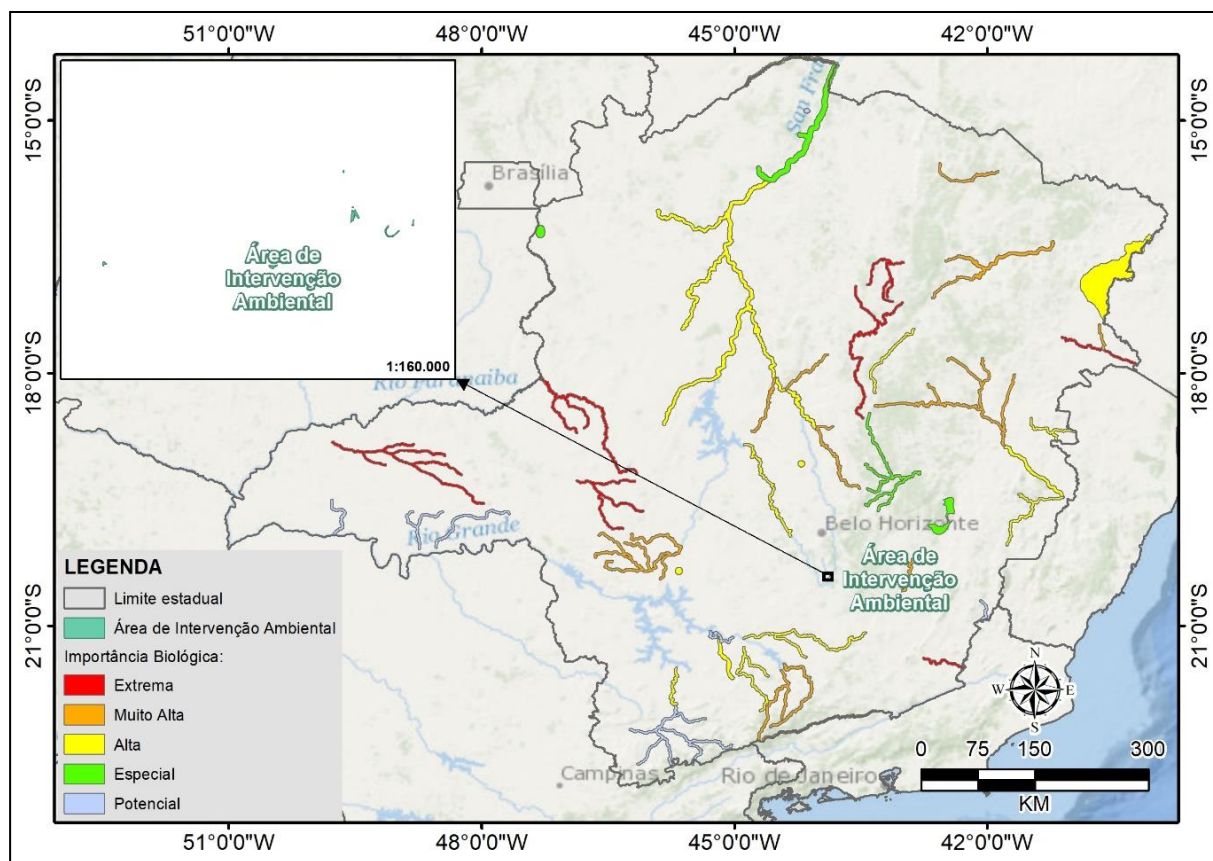 51°0'0"W 48°0'0"W 45°0'0"W 42°0'0"W
15°0'0"S
18°0'0"S
21°0'0"S
Área de
Intervenção
Ambiental
1:160.000
San Fra
Brasília
Rio Paranaiba
Rio Grande
Belo Horizonte
Área de
Intervenção
Ambiental
Campinas
Rio de Janeiro
LEGENDA
Limite estadual
Área de Intervenção Ambiental
Importância Biológica:
Extrema
Muito Alta
Alta
Especial
Potencial
N
W E
S
0 75 150 300
KM
15°0'0"S
18°0'0"S
21°0'0"S
51°0'0"W 48°0'0"W 45°0'0"W 42°0'0"W